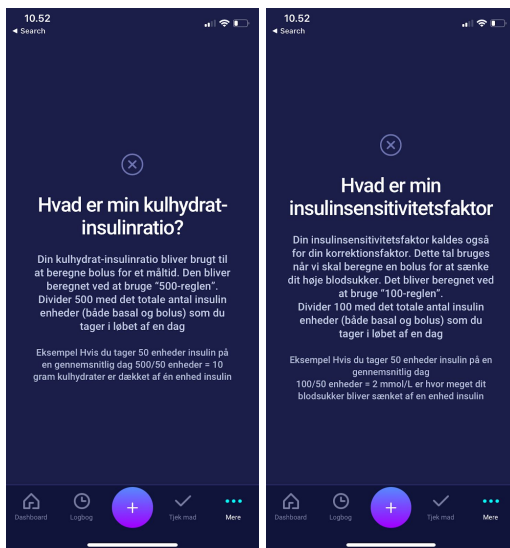 10.52
◄ Search
Hvad er min kulhydrat-
insulinratio?
Din kulhydrat-insulinratio bliver brugt til
at beregne bolus for et måltid. Den bliver
beregnet ved at bruge “500-reglen”.
Divider 500 med det totale antal insulin
enheder (både basal og bolus) som du
tager i løbet af en dag
Eksempel Hvis du tager 50 enheder insulin på
en gennemsnitlig dag 500/50 enheder = 10
gram kulhydrater er dækket af én enhed insulin
Dashboard
Logbog
Tjek mad
Mere
10.52
◄ Search
Hvad er min
insulinsensitivitetsfaktor
Din insulinsensitivitetsfaktor kaldes også
for din korrektionsfaktor. Dette tal bruges
når vi skal beregne en bolus for at sænke
dit høje blodsukker. Det bliver beregnet ved
at bruge “100-reglen”.
Divider 100 med det totale antal insulin
enheder (både basal og bolus) som du
tager i løbet af en dag
Eksempel Hvis du tager 50 enheder insulin på en
gennemsnitlig dag
100/50 enheder = 2 mmol/L er hvor meget dit
blodsukker bliver sænket af en enhed insulin
Dashboard
Logbog
Tjek mad
Mere